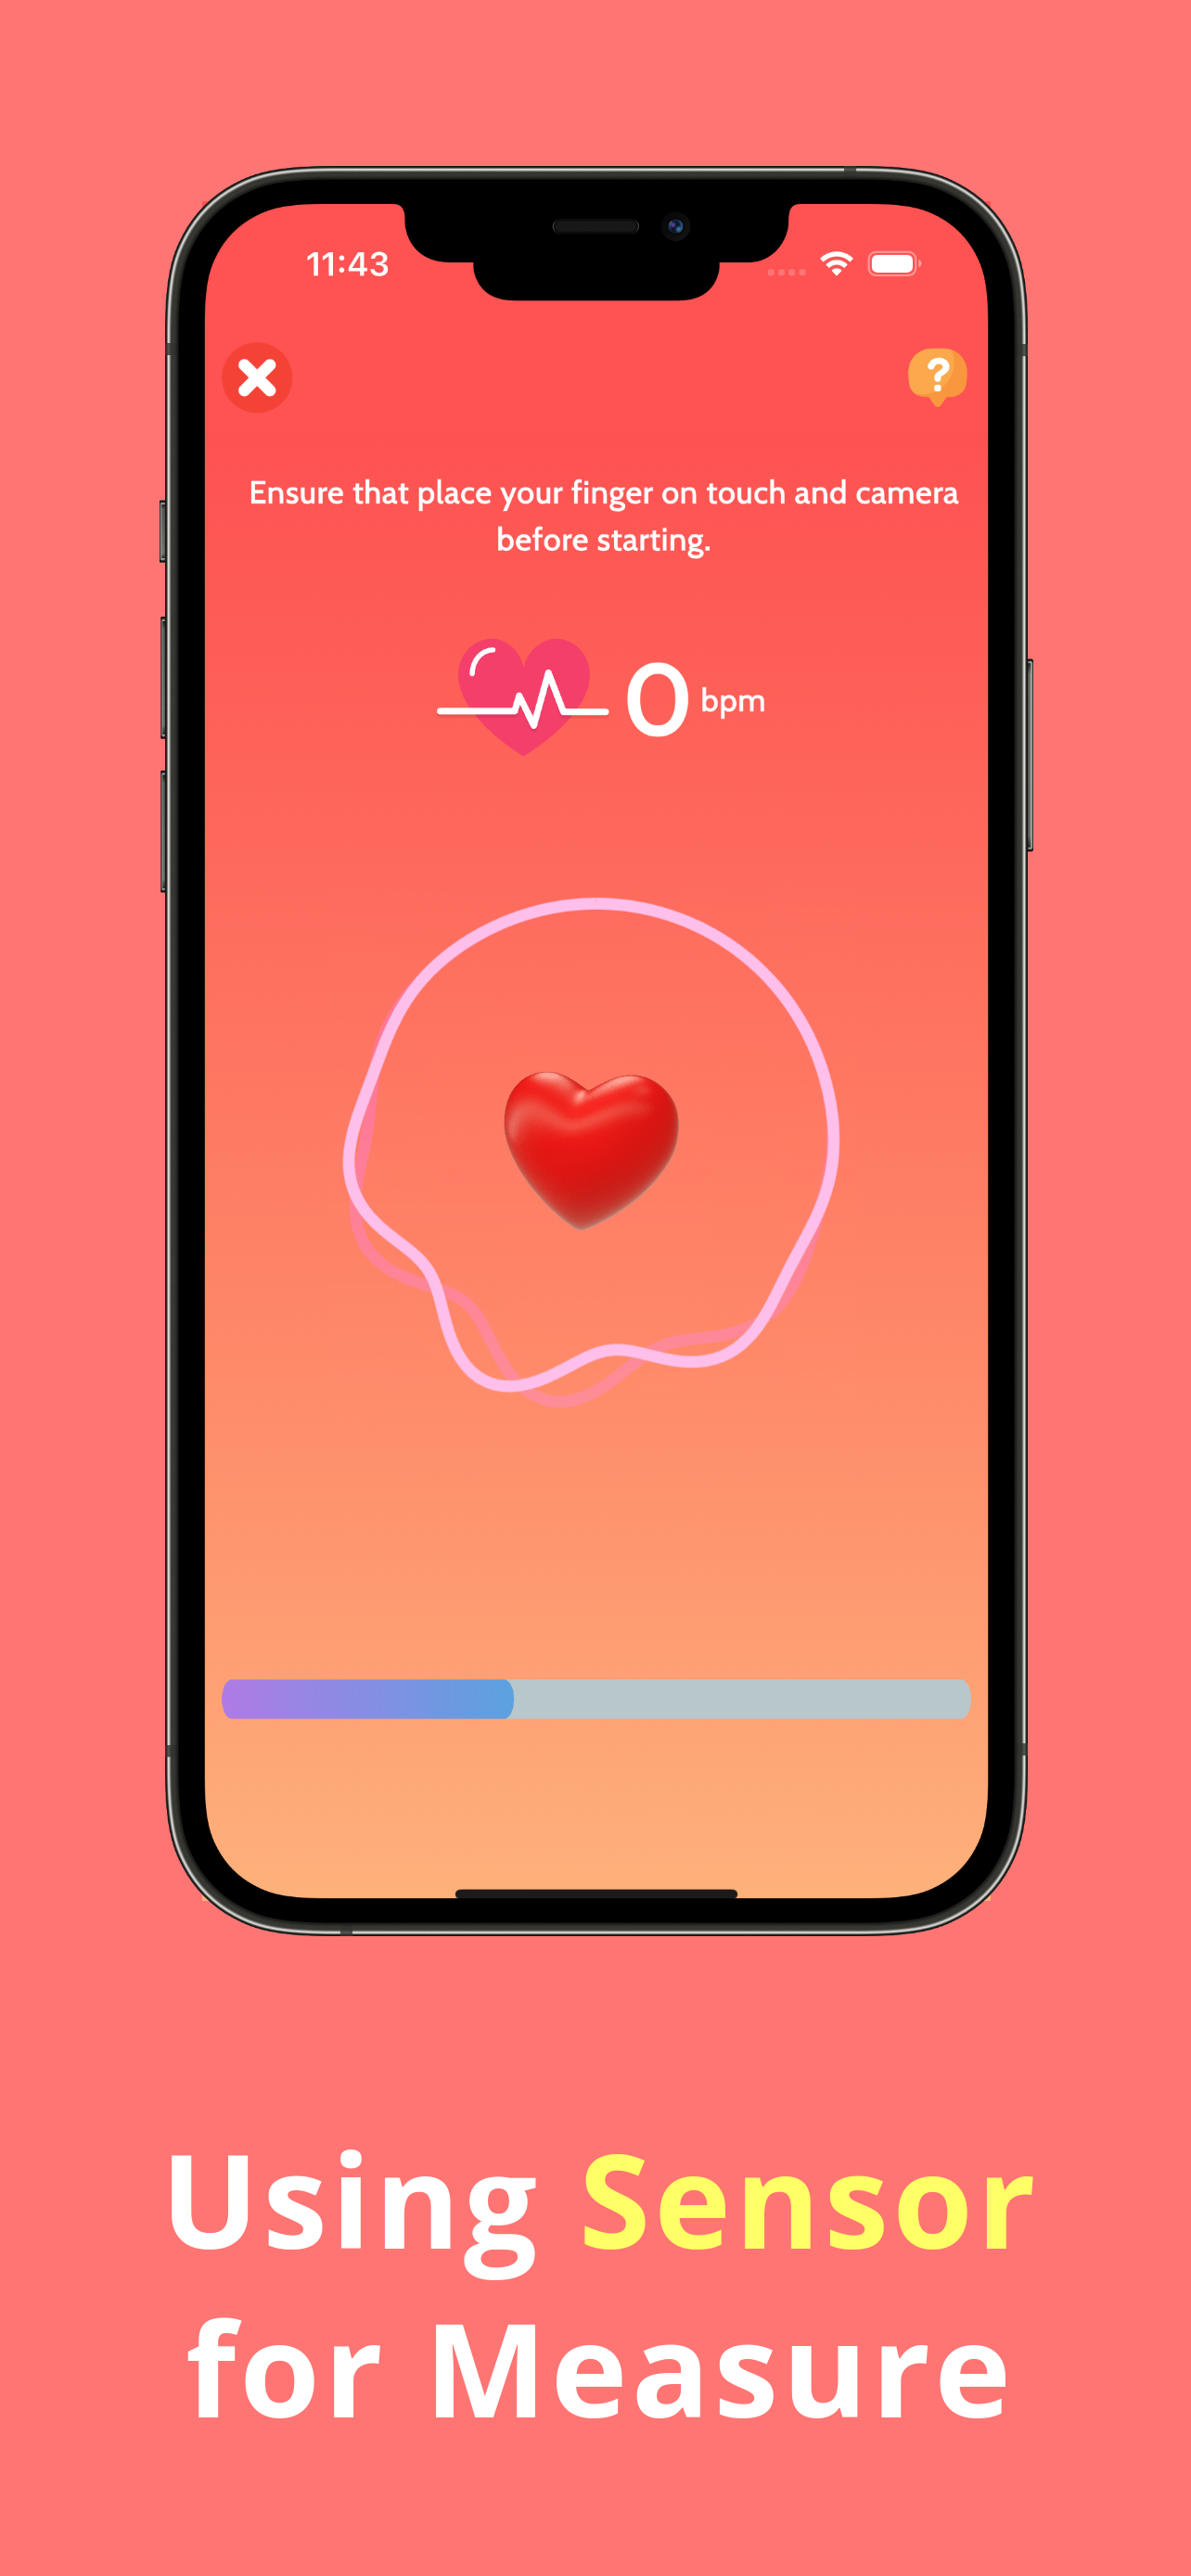 11:43
?
Ensure that place your finger on touch and camera
before starting.
0 bpm
Using Sensor
for Measure